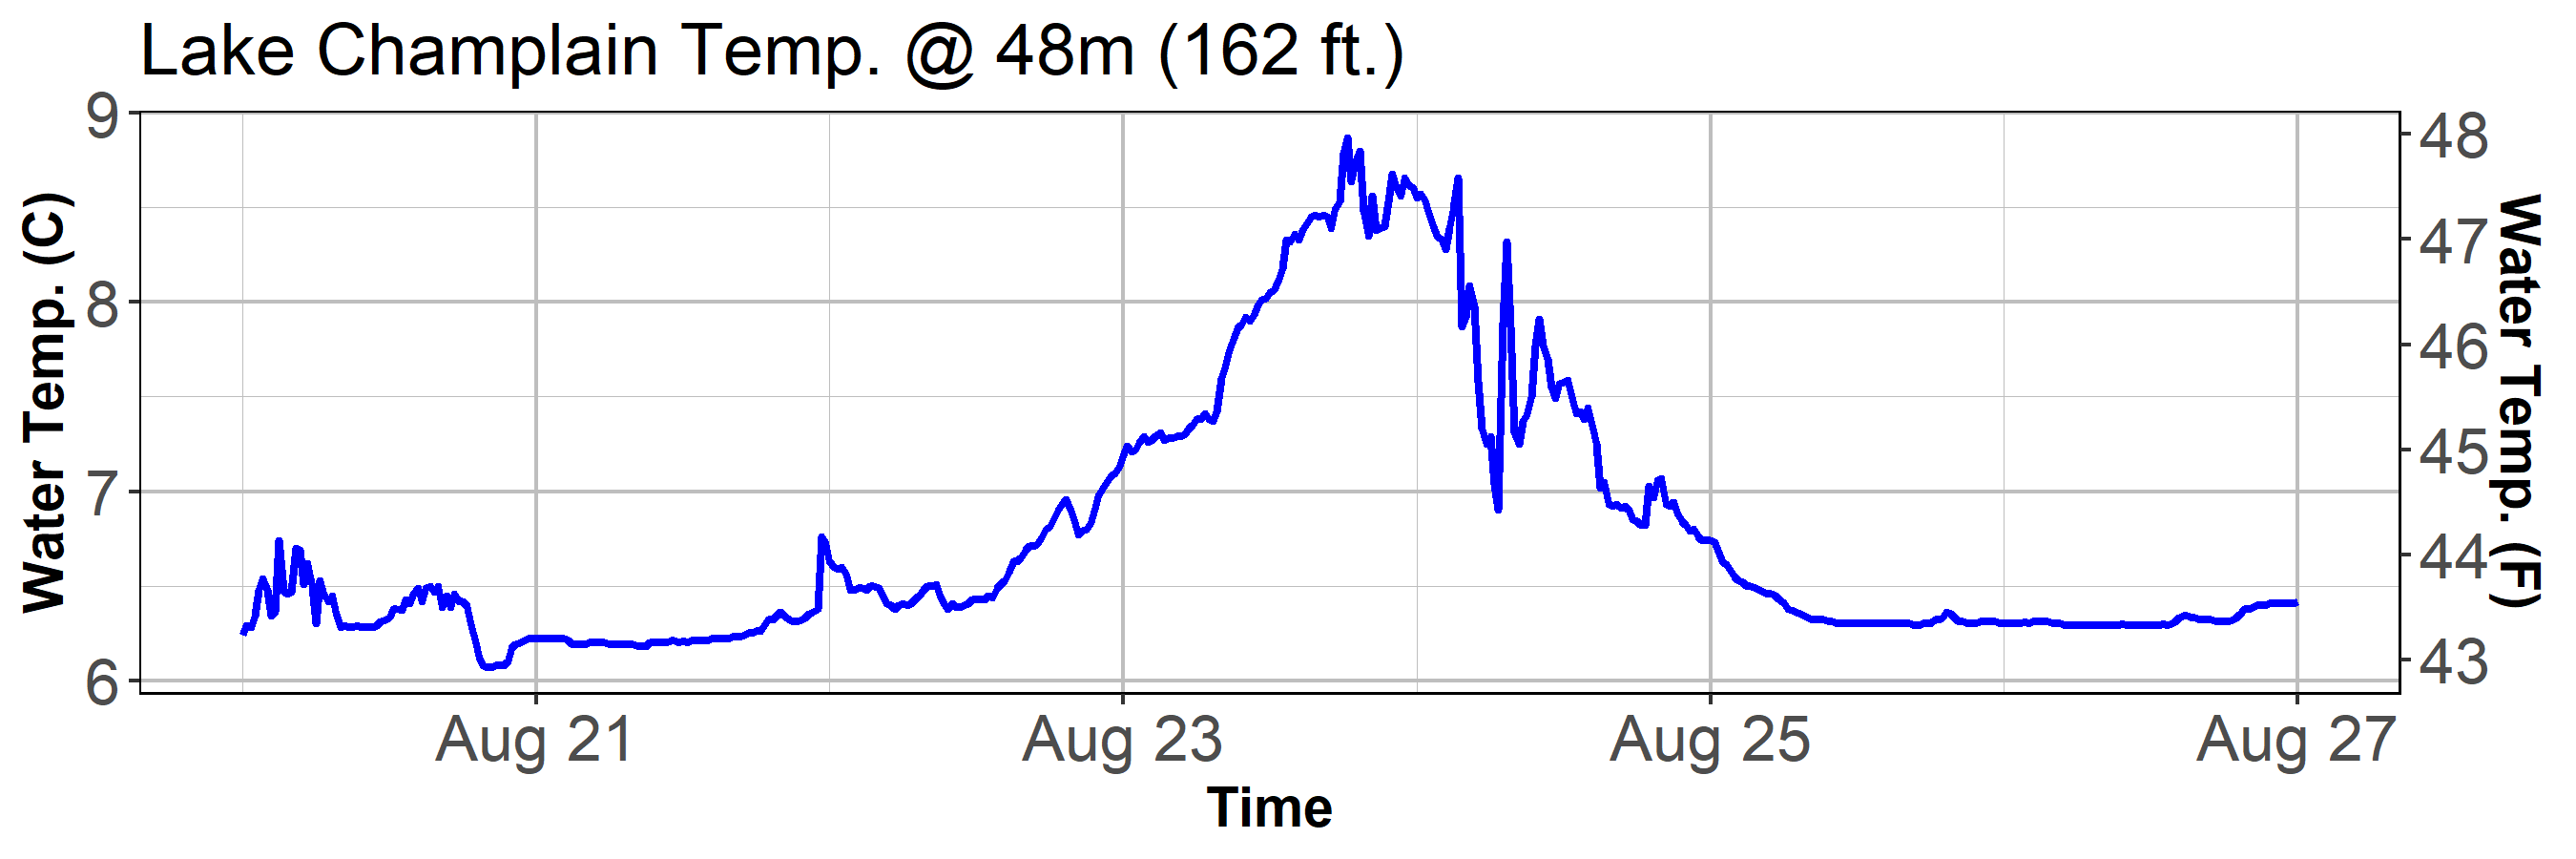 Lake Champlain Temp. @ 48m (162 ft.)
9
8
7
6
Water Temp. (C)
48
47
46
45
44
43
Water Temp. (F)
Aug 21 Aug 23 Aug 25 Aug 27
Time